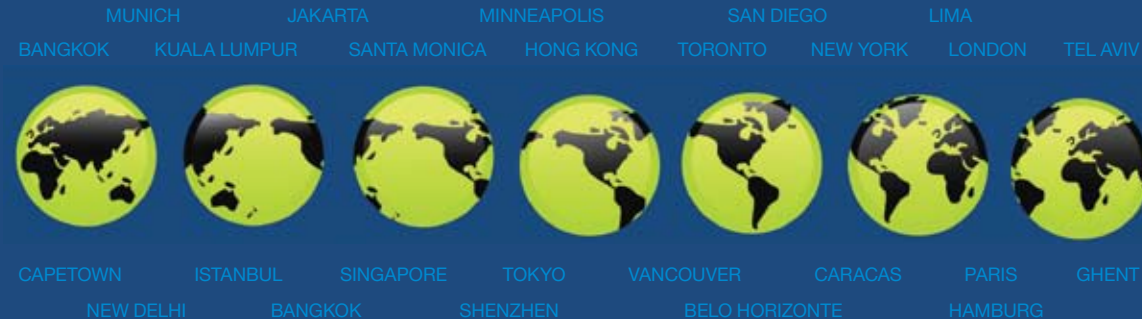 MUNICH JAKARTA MINNEAPOLIS SAN DIEGO LIMA
BANGKOK KUALA LUMPUR SANTA MONICA HONG KONG TORONTO NEW YORK LONDON TEL AVIV
CAPETOWN ISTANBUL SINGAPORE TOKYO VANCOUVER CARACAS PARIS GHENT
NEW DELHI BANGKOK SHENZHEN BELO HORIZONTE HAMBURG